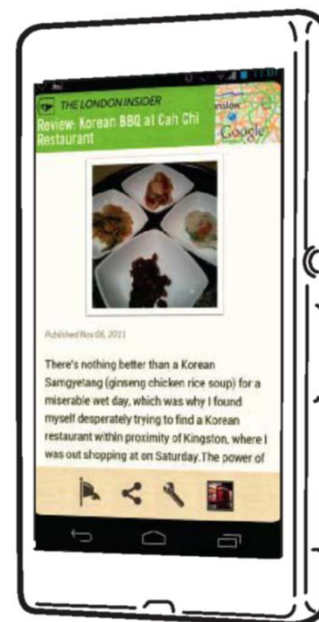 THE LONDON INSIDER
Review: Korean BBQ at Cah Chi
Restaurant
Google
Published Nov 06, 2011
There's nothing better than a Korean
Samgyetang (ginseng chicken rice soup) for a
miserable wet day, which was why I found
myself desperately trying to find a Korean
restaurant within proximity of Kingston, where I
was out shopping at on Saturday.The power of